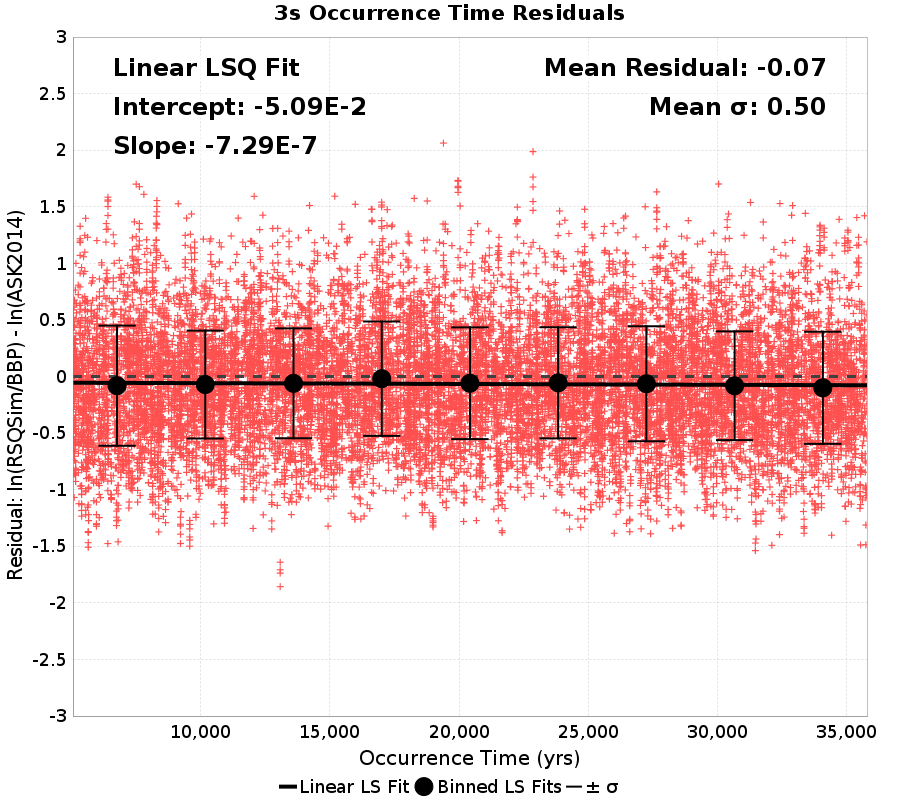 3s Occurrence Time Residuals
Linear LSQ Fit
Intercept: -5.09E-2
Slope: -7.29E-7
Mean Residual: -0.07
Mean σ: 0.50
Residual: ln(RSQSim/BBP) - ln(ASK2014)
3
2.5
2
1.5
1
0.5
0
-0.5
-1
-1.5
-2
-2.5
-3
10,000 15,000 20,000 25,000 30,000 35,000
Occurrence Time (yrs)
Linear LS Fit Binned LS Fits ± σ